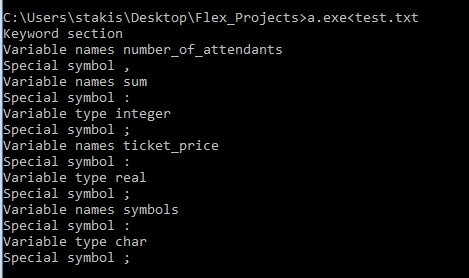 C:\Users\stakis\Desktop\Flex_Projects>a.exe<test.txt
Keyword section
Variable names number_of_attendants
Special symbol ,
Variable names sum
Special symbol :
Variable type integer
Special symbol ;
Variable names ticket_price
Special symbol :
Variable type real
Special symbol ;
Variable names symbols
Special symbol :
Variable type char
Special symbol ;